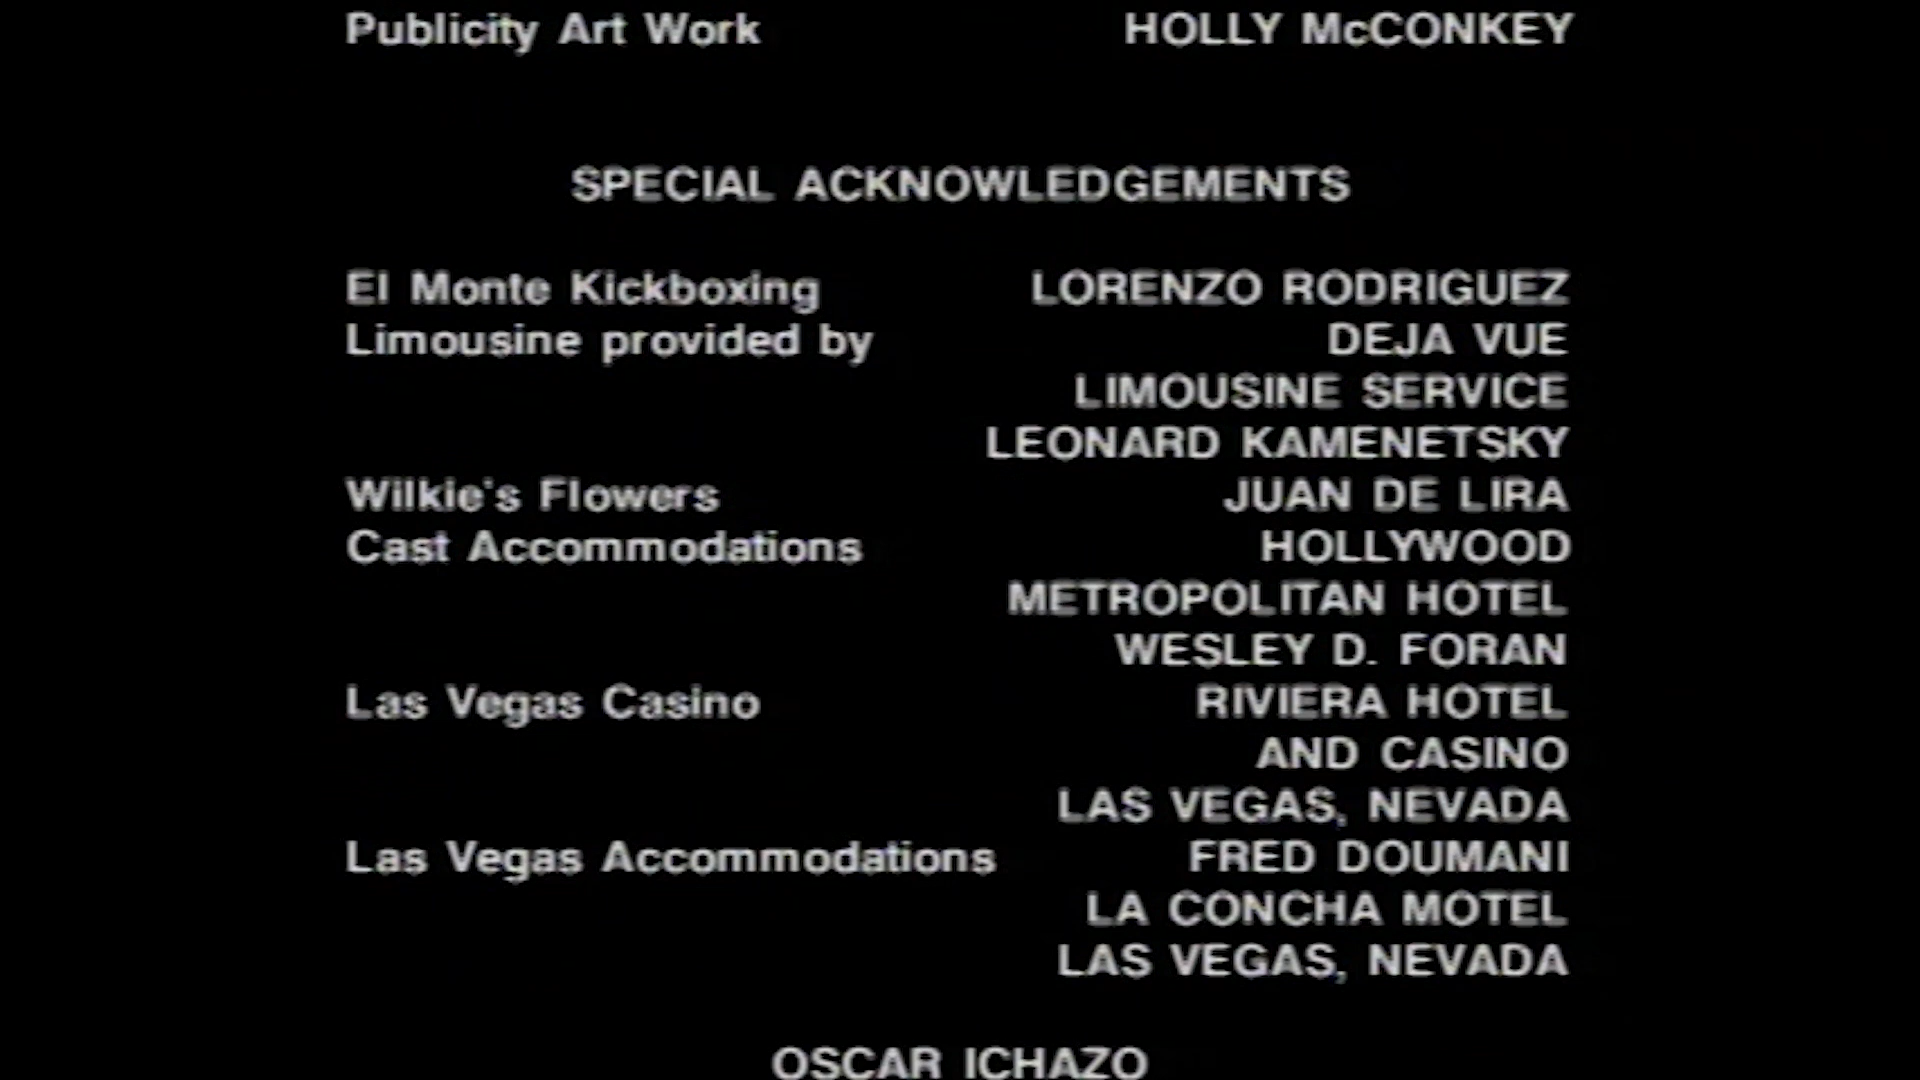 Publicity Art Work HOLLY McCONKEY
SPECIAL ACKNOWLEDGEMENTS
El Monte Kickboxing LORENZO RODRIGUEZ
Limousine provided by DEJA VUE
LIMOUSINE SERVICE
LEONARD KAMENETSKY
Wilkie's Flowers JUAN DE LIRA
Cast Accommodations HOLLYWOOD
METROPOLITAN HOTEL
WESLEY D. FORAN
Las Vegas Casino RIVIERA HOTEL
AND CASINO
LAS VEGAS, NEVADA
Las Vegas Accommodations FRED DOUMANI
LA CONCHA MOTEL
LAS VEGAS, NEVADA
OSCAR ICHAZO